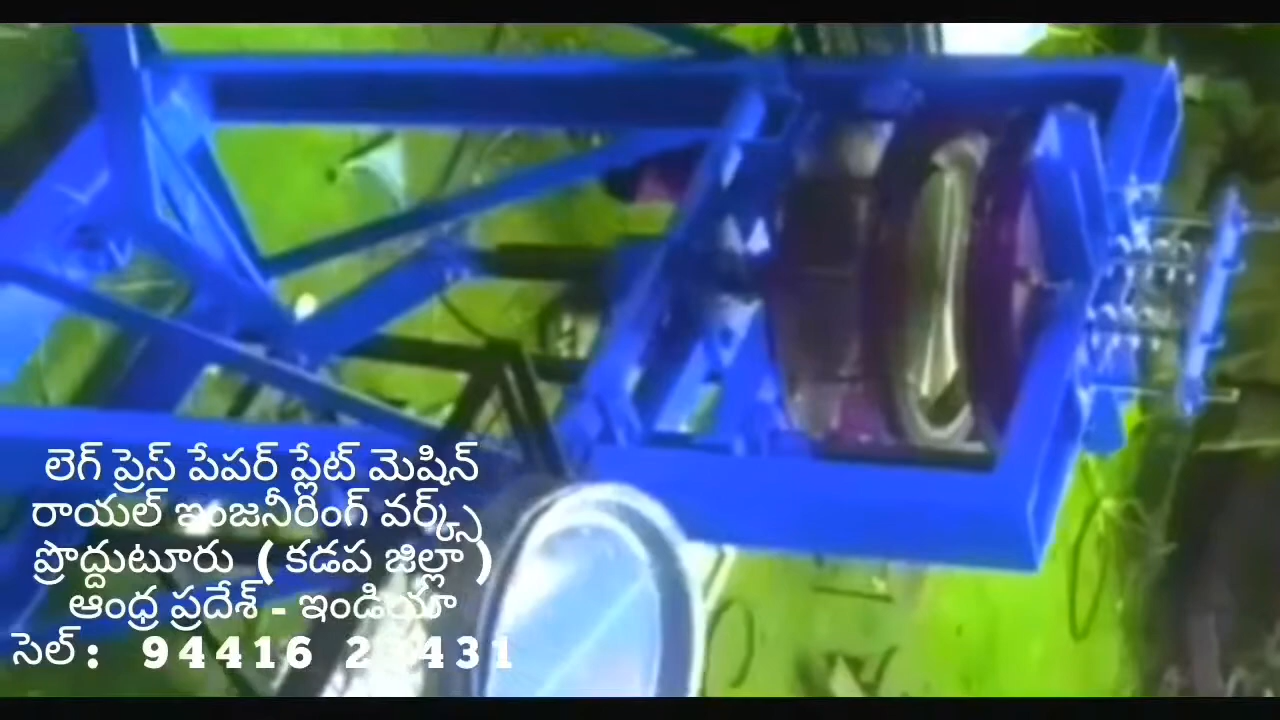 లెగ్ ప్రెస్ పేపర్ ప్లేట్ మెషిన్
రాయల్ ఇంజనీరింగ్ వర్క్స్
ప్రొద్దుటూరు ( కడప జిల్లా )
ఆంధ్ర ప్రదేశ్ - ఇండియా
సెల్ : 94416